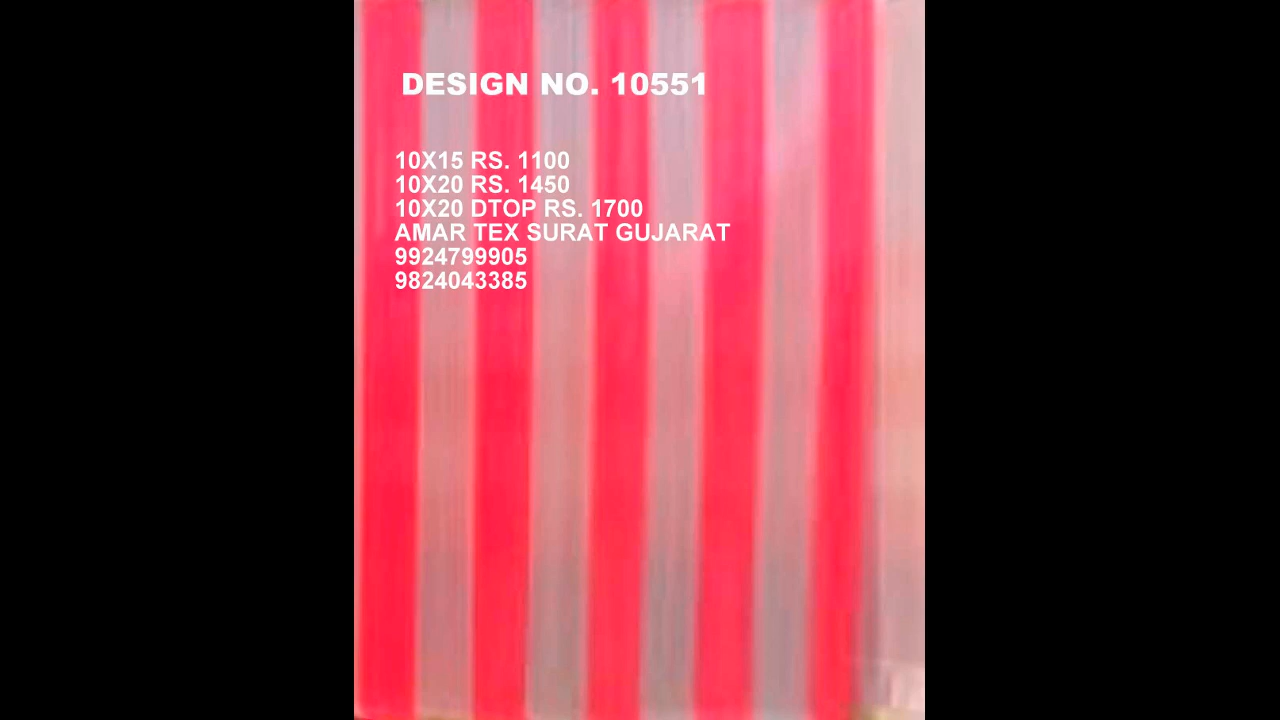 DESIGN NO. 10551
10X15 RS. 1100
10X20 RS. 1450
10X20 DTOP RS. 1700
AMAR TEX SURAT GUJARAT
9924799905
9824043385